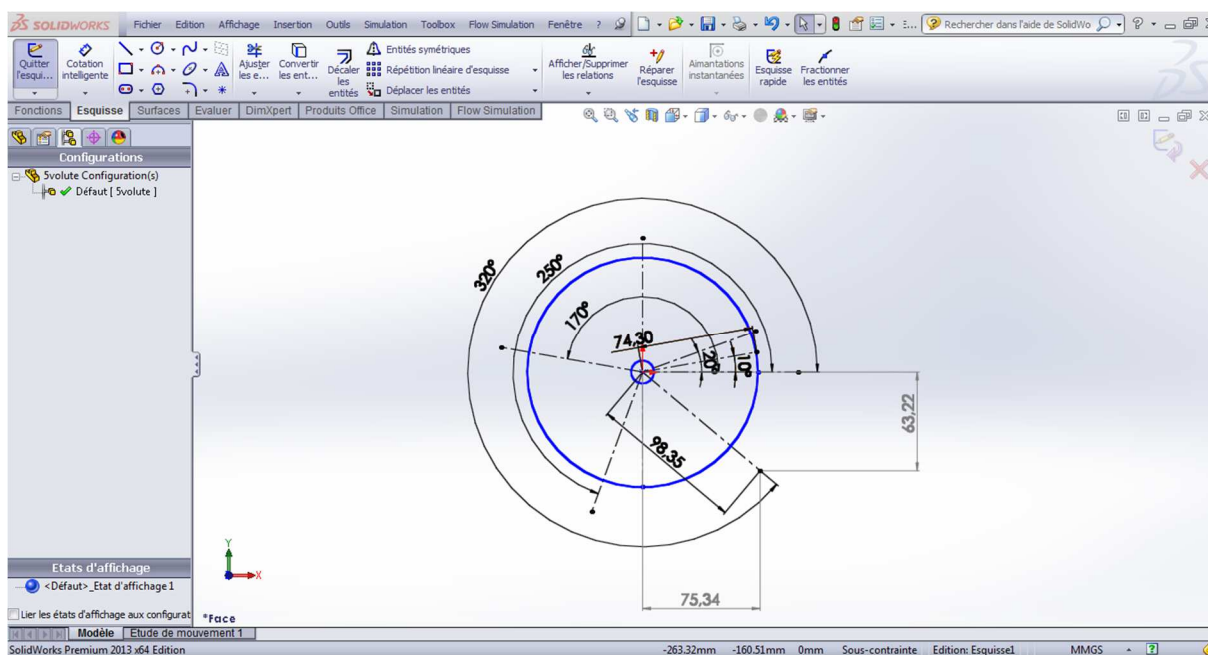 SOLIDWORKS Fichier Edition Affichage Insertion Outils Simulation Toolbox Flow Simulation Fenêtre ? Rechercher dans l'aide de SolidWo ?
Quitter l'esqui... Cotation intelligente Ajuster les e... Convertir les ent... Décaler les entités Entités symétriques Répétition linéaire d'esquisse Déplacer les entités Afficher/Supprimer les relations Réparer l'esquisse Aimantations instantanées Esquisse rapide Fractionner les entités
Fonctions Esquisse Surfaces Evaluer DimXpert Produits Office Simulation Flow Simulation
Configurations
5volute Configuration(s)
Défaut [ 5volute ]
320°
250°
170°
74,30
20°
10°
63,22
98,35
75,34
Y
X
Etats d'affichage
<Défaut>_Etat d'affichage 1
Lier les états d'affichage aux configurat
*Face
Modèle Etude de mouvement 1
SolidWorks Premium 2013 x64 Edition -263.32mm -160.51mm 0mm Sous-contrainte Edition: Esquisse1 MMGS